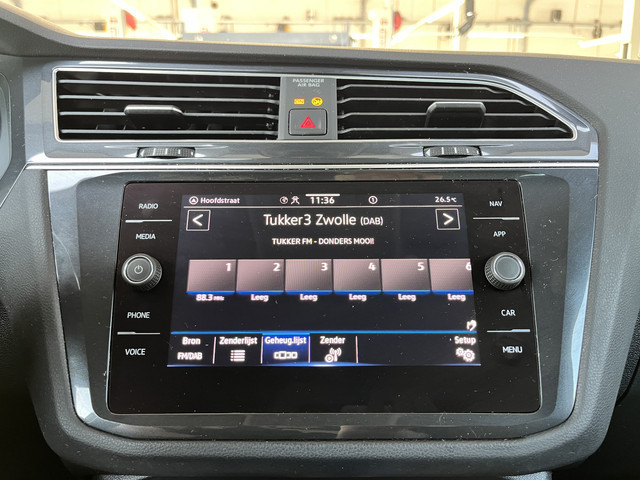 PASSENGER
AIR BAG
RADIO
MEDIA
PHONE
VOICE
Hoofdstraat 11:36 26.5°C
Tukker3 Zwolle (DAB)
TUKKER FM - DONDERS MOOI!
1 2 3 4 5 6
88.3 MHz Leeg Leeg Leeg Leeg Leeg
Bron Zenderlijst Geheug.lijst Zender Setup
FM/DAB
NAV
APP
CAR
MENU